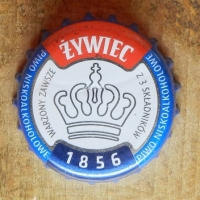 ŻYWIEC
PIWO NISKOALKOHOLOWE
WARZONY ZAWSZE
Z 3 SKŁADNIKÓW
PIWO NISKOALKOHOLOWE
1856